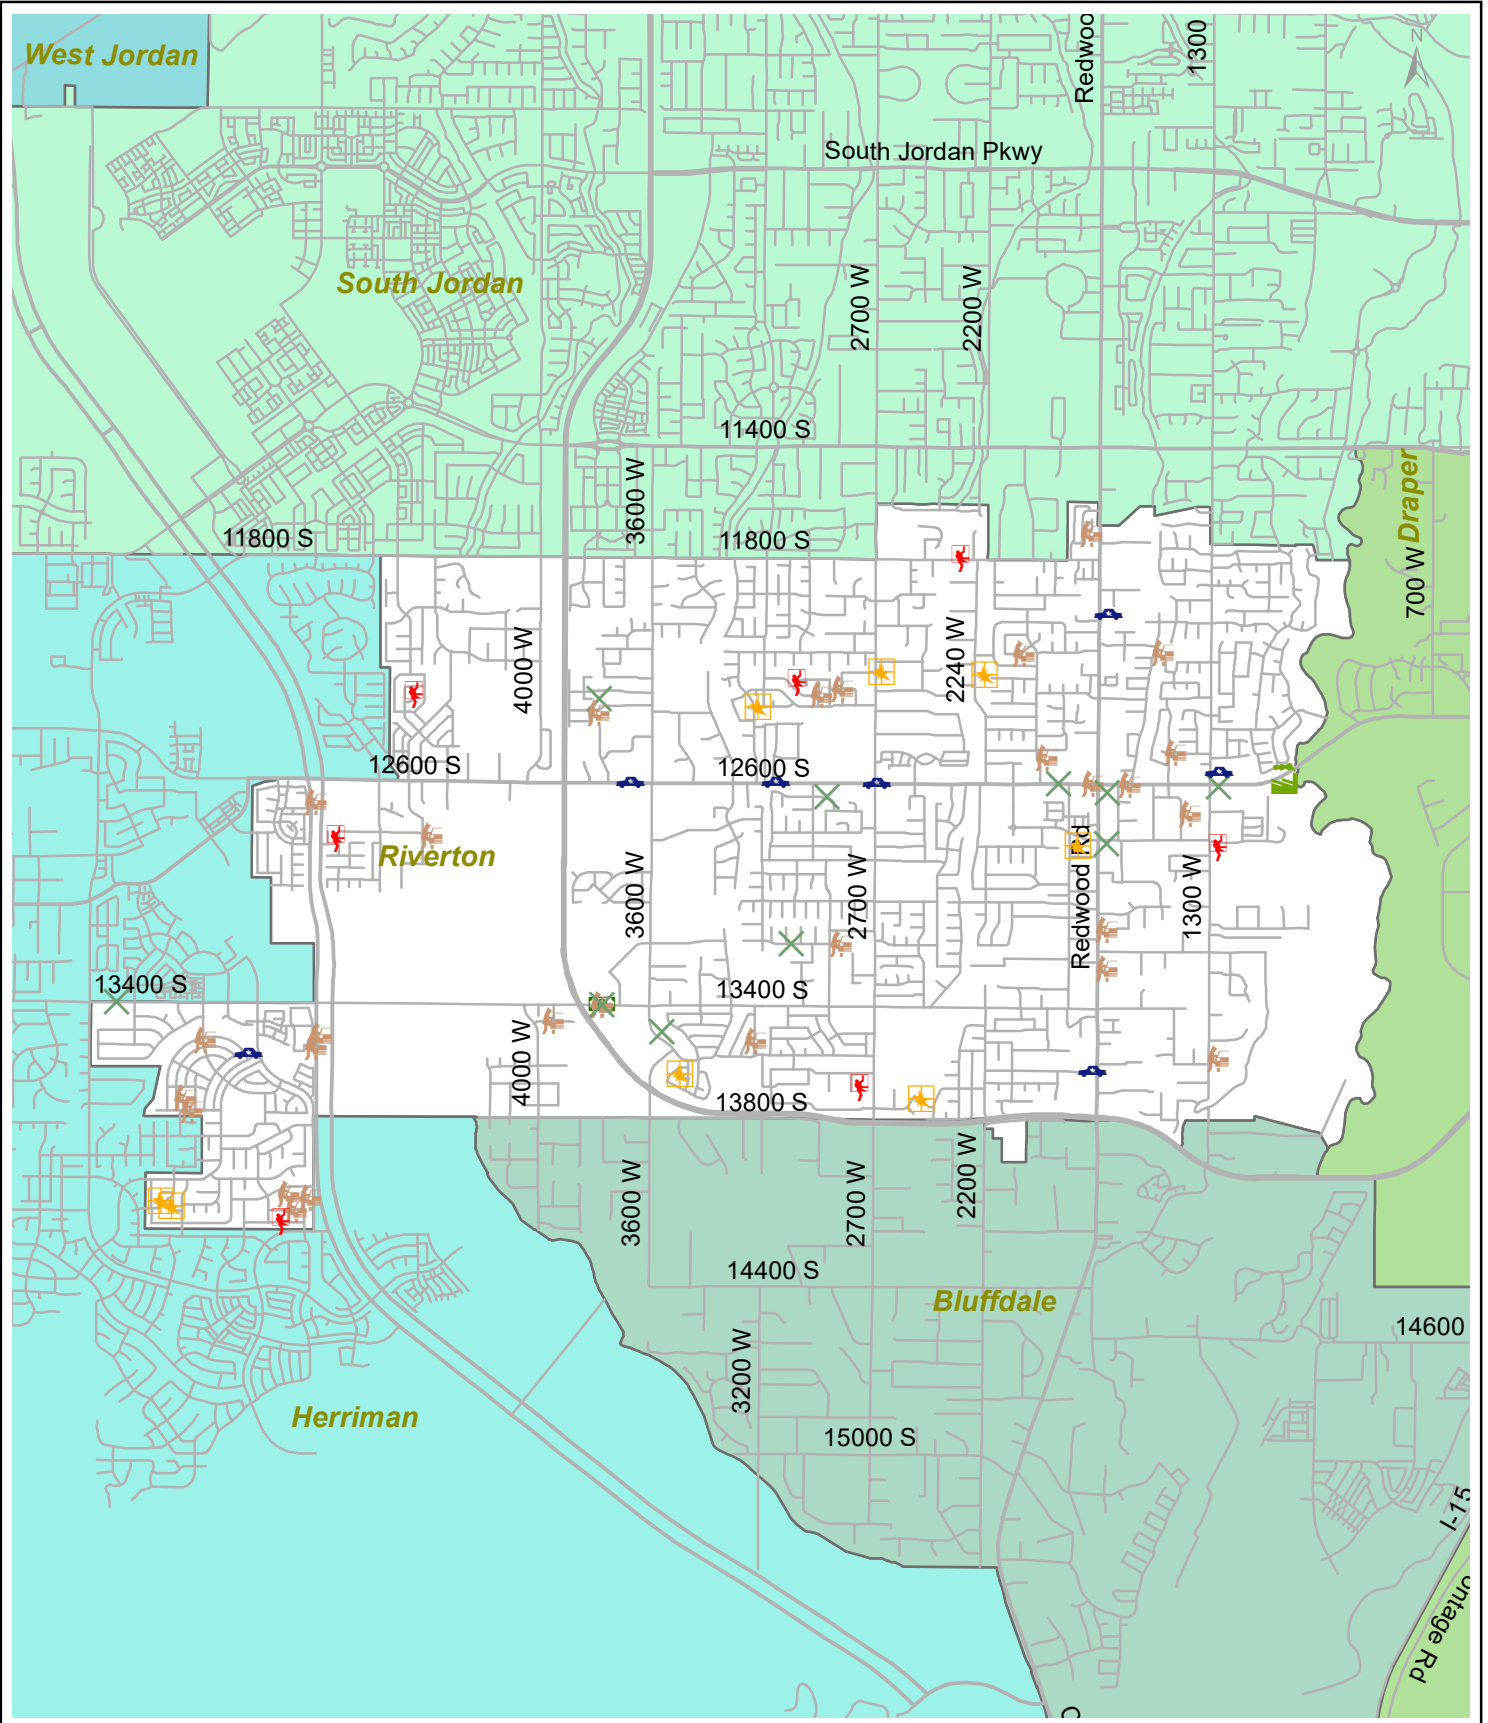 West Jordan
Redwoo
1300
N
South Jordan Pkwy
South Jordan
2700 W
2200 W
11400 S
3600 W
Draper
11800 S
11800 S
700 W
4000 W
2240 W
12600 S
12600 S
Riverton
3600 W
2700 W
Redwood Rd
1300 W
13400 S
13400 S
4000 W
13800 S
3600 W
2700 W
2200 W
14400 S
Bluffdale
14600
3200 W
Herriman
15000 S
I-15
ontage Rd